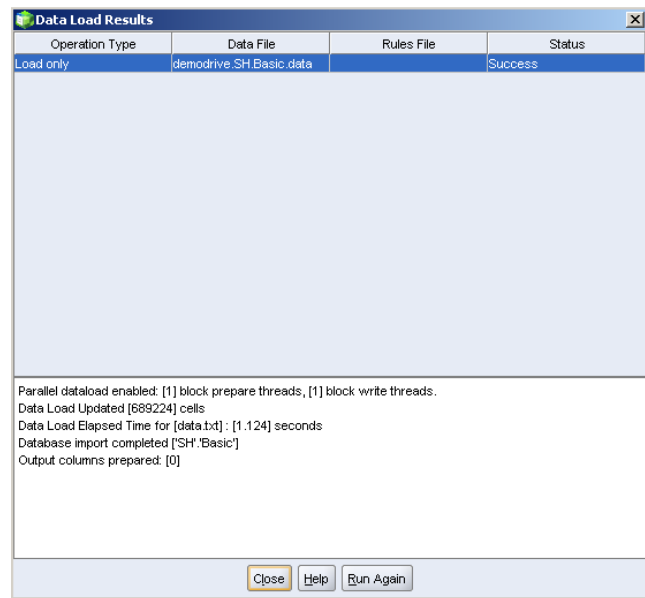 Data Load Results
Operation Type Data File Rules File Status
Load only demodrive.SH.Basic.data Success
Parallel dataload enabled: [1] block prepare threads, [1] block write threads.
Data Load Updated [689224] cells
Data Load Elapsed Time for [data.txt] : [1.124] seconds
Database import completed ['SH'.'Basic']
Output columns prepared: [0]
Close Help Run Again